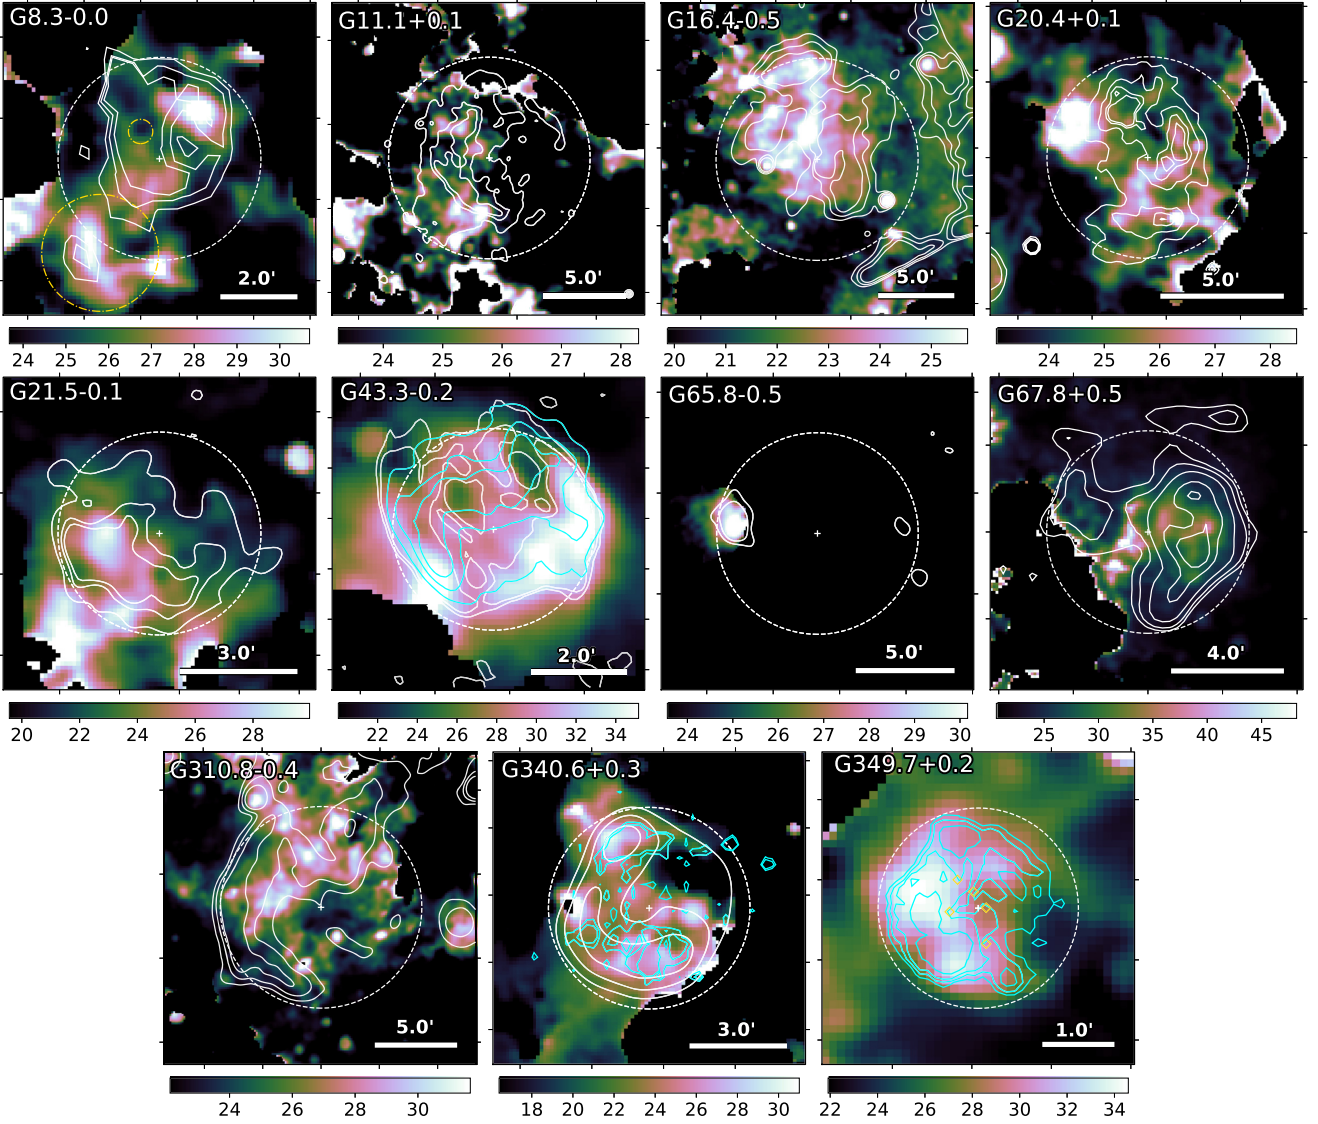 G8.3-0.0
2.0'
24 25 26 27 28 29 30
G11.1+0.1
5.0'
24 25 26 27 28
G16.4-0.5
5.0'
20 21 22 23 24 25
G20.4+0.1
5.0'
24 25 26 27 28
G21.5-0.1
3.0'
20 22 24 26 28
G43.3-0.2
2.0'
22 24 26 28 30 32 34
G65.8-0.5
5.0'
24 25 26 27 28 29 30
G67.8+0.5
4.0'
25 30 35 40 45
G310.8-0.4
5.0'
24 26 28 30
G340.6+0.3
3.0'
18 20 22 24 26 28 30
G349.7+0.2
1.0'
22 24 26 28 30 32 34